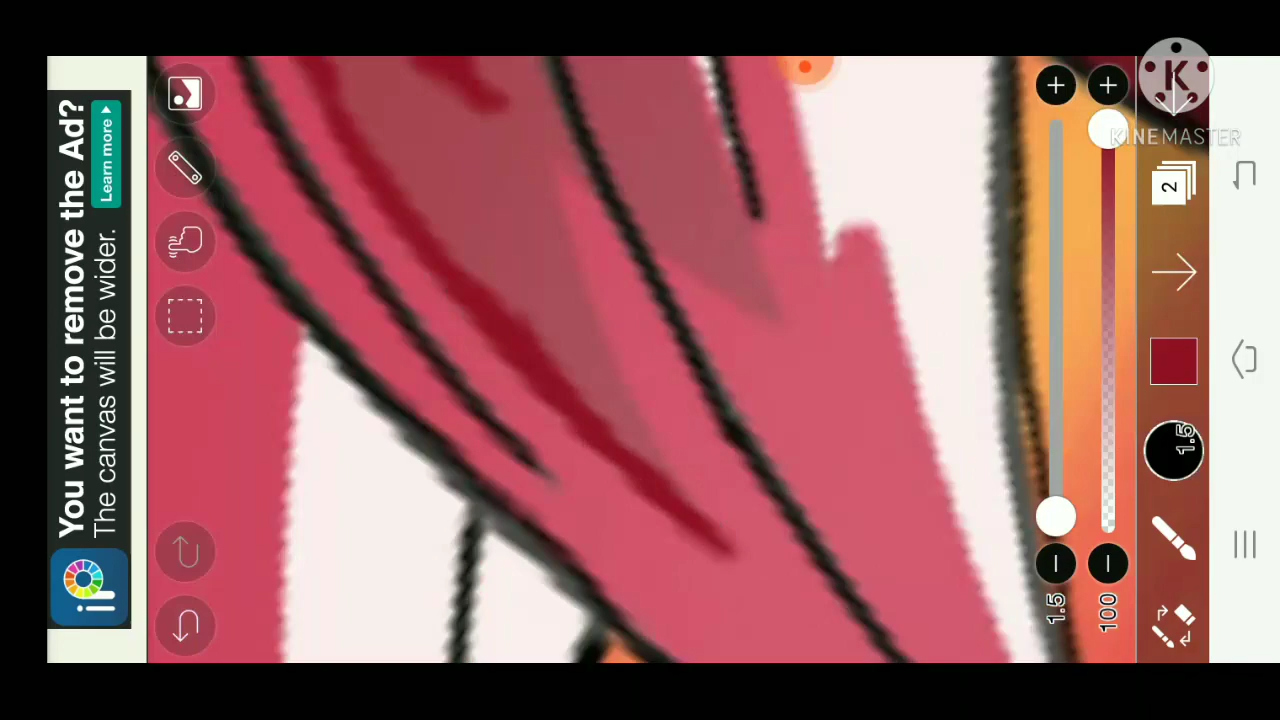 You want to remove the Ad?
The canvas will be wider.
Learn more
KINEMASTER
K
2
1.5
1.5
100